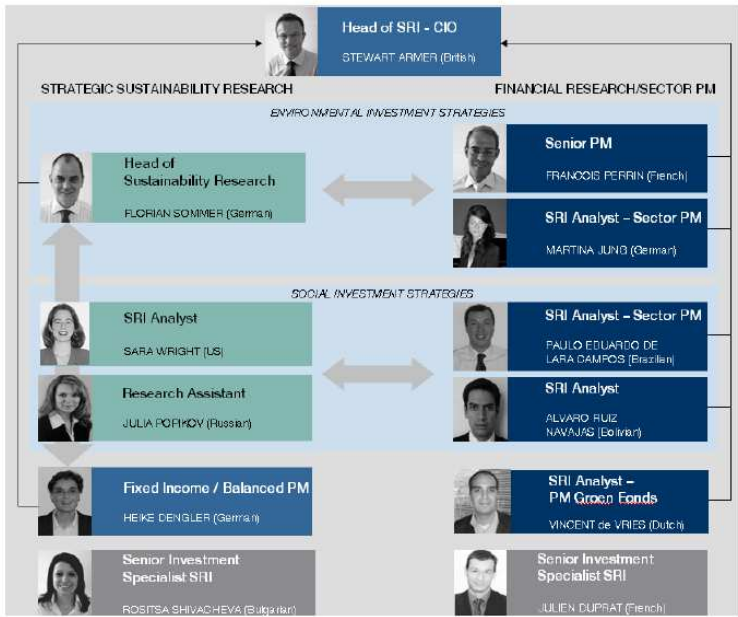 Head of SRI - CIO
STEWART ARMER (British)
STRATEGIC SUSTAINABILITY RESEARCH
FINANCIAL RESEARCH/SECTOR PM
ENVIRONMENTAL INVESTMENT STRATEGIES
Head of
Sustainability Research
FLORIAN SOMMER (German)
Senior PM
FRANCOIS PERRIN (French)
SRI Analyst – Sector PM
MARTINA JUNG (German)
SOCIAL INVESTMENT STRATEGIES
SRI Analyst
SARA WRIGHT (US)
Research Assistant
JULIA POPIKOV (Russian)
SRI Analyst – Sector PM
PAULO EDUARDO DE
LARA CAMPOS (Brazilian)
SRI Analyst
ALVARO RUIZ
NAVAJAS (Bolivian)
Fixed Income / Balanced PM
HEIKE DENGLER (German)
SRI Analyst –
PM Groen Fonds
VINCENT de VRIES (Dutch)
Senior Investment
Specialist SRI
ROSITSA SHIVACHEVA (Bulgarian)
Senior Investment
Specialist SRI
JULIEN DUPRAT (French)